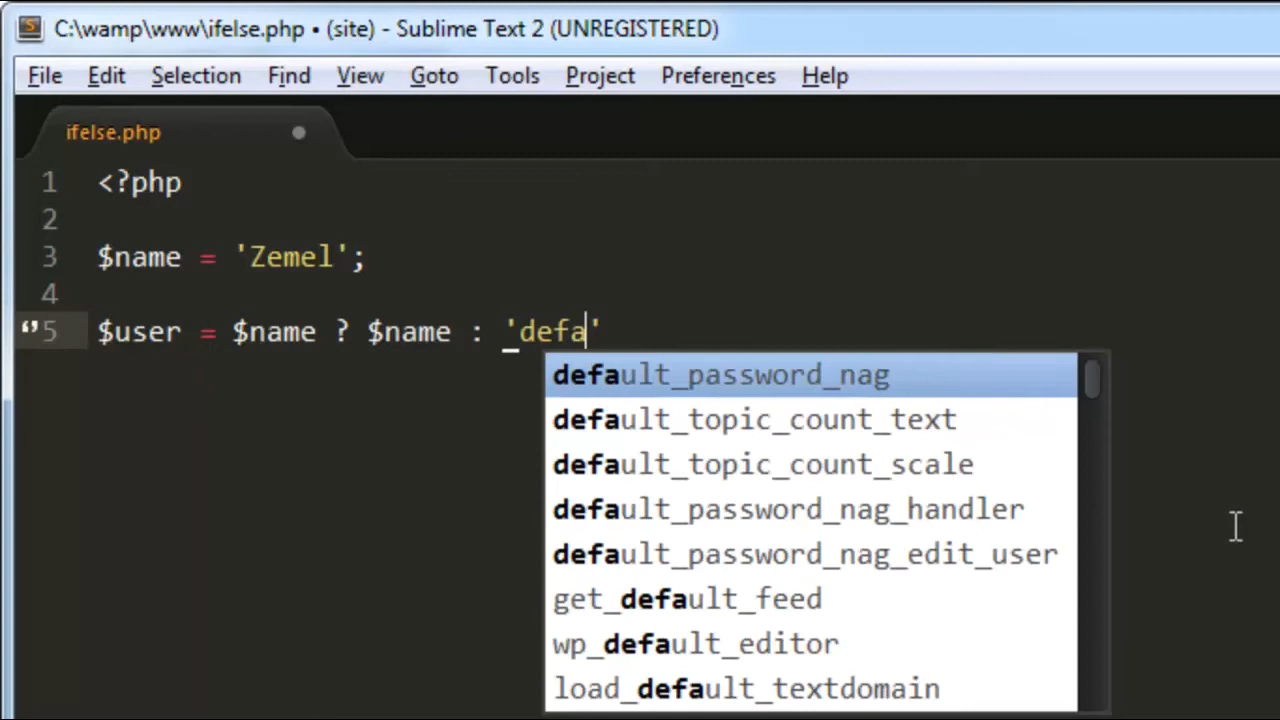 C:\wamp\www\ifelse.php • (site) - Sublime Text 2 (UNREGISTERED)
File Edit Selection Find View Goto Tools Project Preferences Help
ifelse.php
1 <?php
2
3 $name = 'Zemel';
4
5 $user = $name ? $name : 'defa'
default_password_nag
default_topic_count_text
default_topic_count_scale
default_password_nag_handler
default_password_nag_edit_user
get_default_feed
wp_default_editor
load_default_textdomain